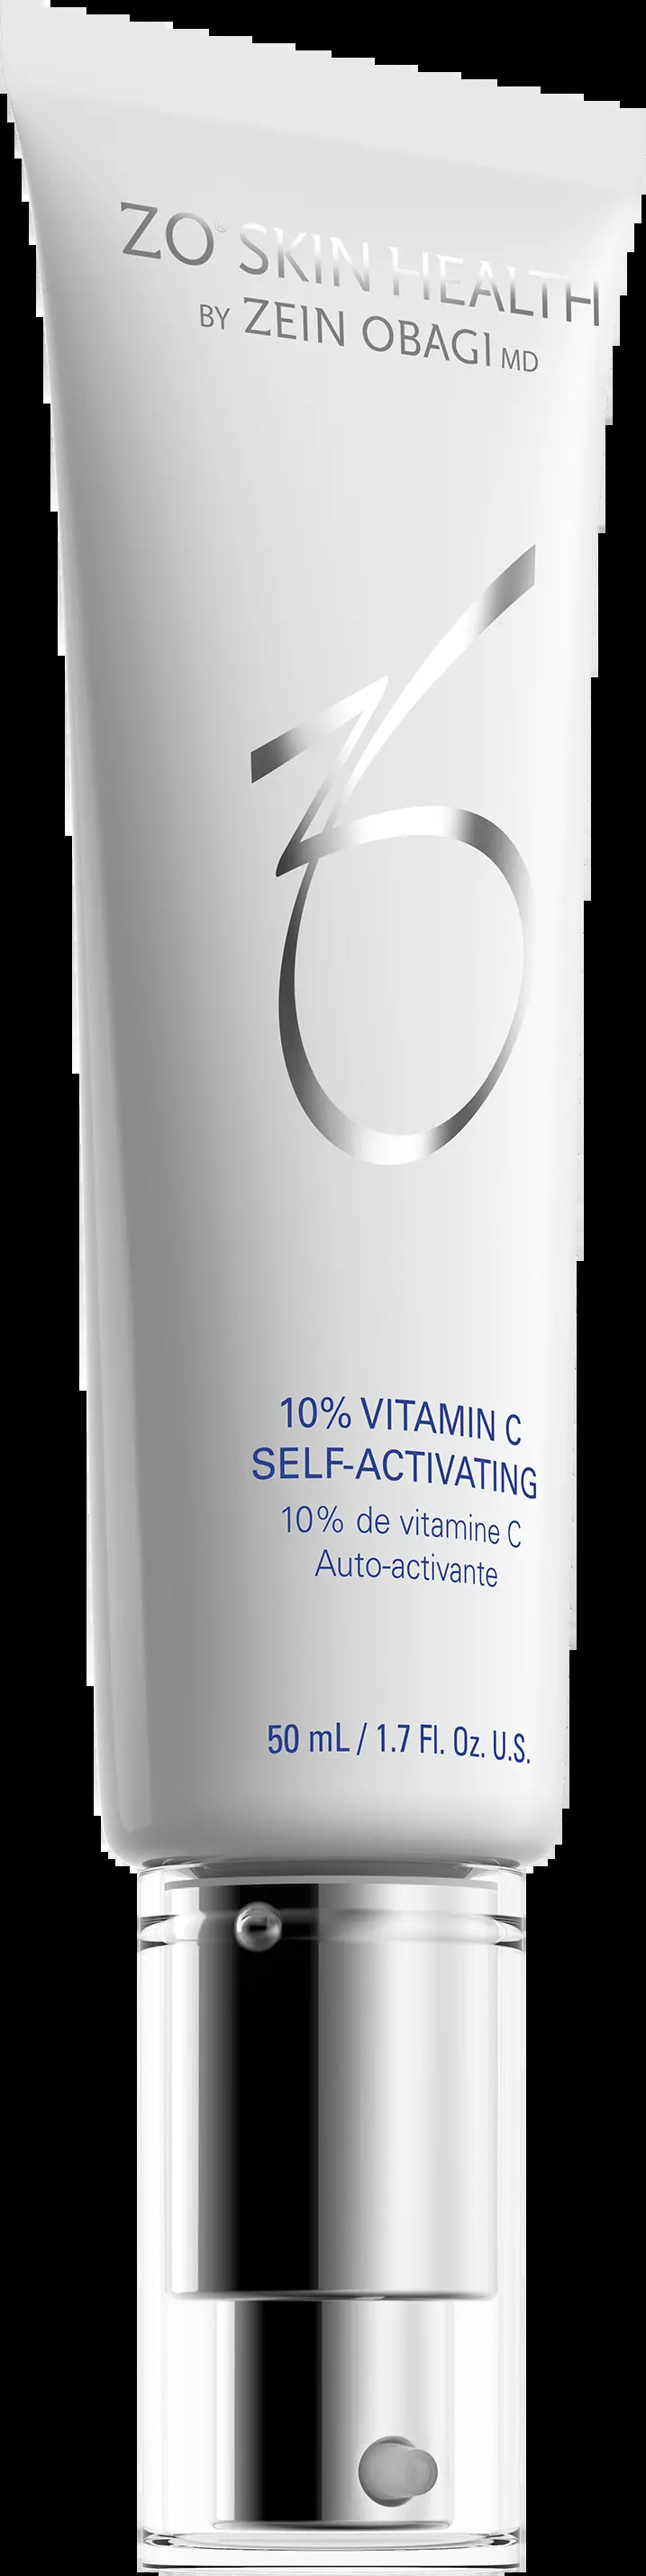 ZO® SKIN HEALTH
BY ZEIN OBAGI MD
ZO
10% VITAMIN C
SELF-ACTIVATING
10% de vitamine C
Auto-activante
50 mL / 1.7 Fl. Oz. U.S.